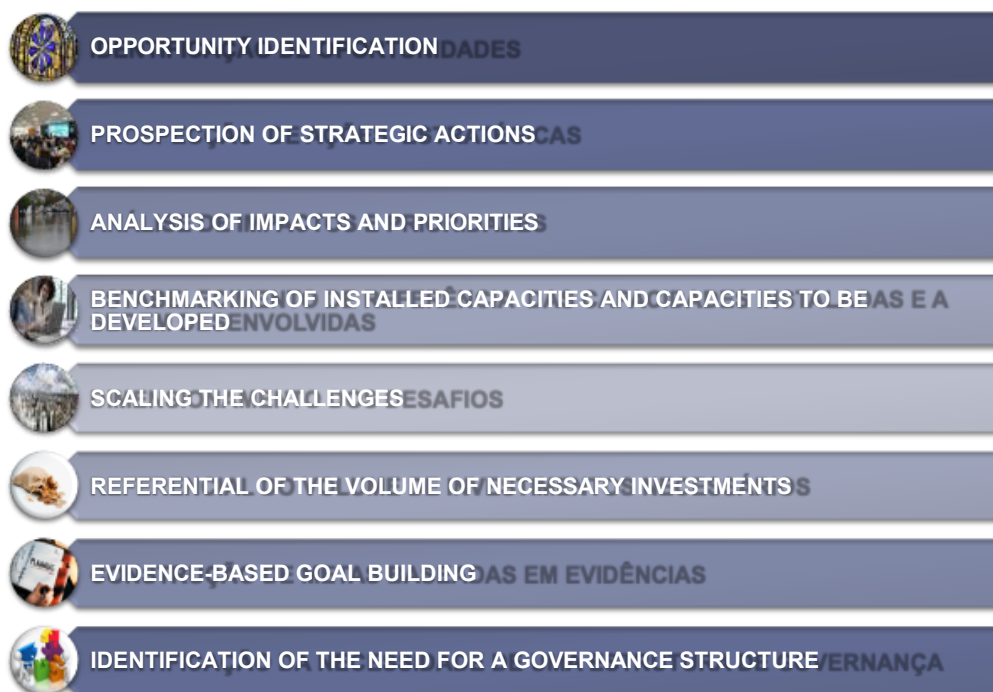 OPPORTUNITY IDENTIFICATION
PROSPECTION OF STRATEGIC ACTIONS
ANALYSIS OF IMPACTS AND PRIORITIES
BENCHMARKING OF INSTALLED CAPACITIES AND CAPACITIES TO BE
DEVELOPED
SCALING THE CHALLENGES
REFERENTIAL OF THE VOLUME OF NECESSARY INVESTMENTS
EVIDENCE-BASED GOAL BUILDING
IDENTIFICATION OF THE NEED FOR A GOVERNANCE STRUCTURE